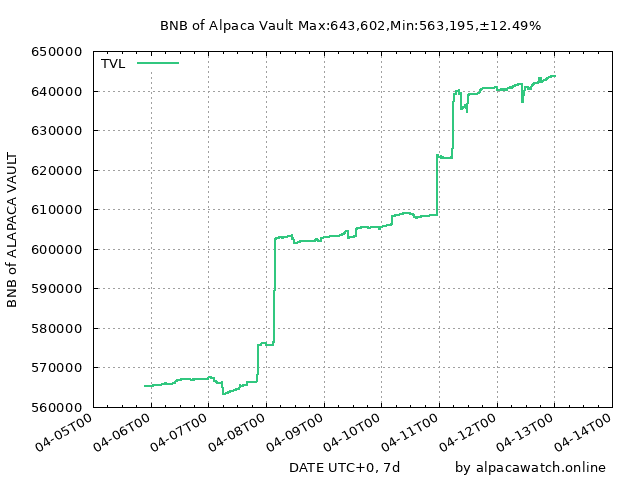 BNB of Alpaca Vault Max:643,602,Min:563,195,±12.49%
650000
640000
630000
620000
610000
600000
590000
580000
570000
560000
TVL
BNB of ALAPACA VAULT
04-05T00
04-06T00
04-07T00
04-08T00
04-09T00
04-10T00
04-11T00
04-12T00
04-13T00
04-14T00
DATE UTC+0, 7d
by alpacawatch.online